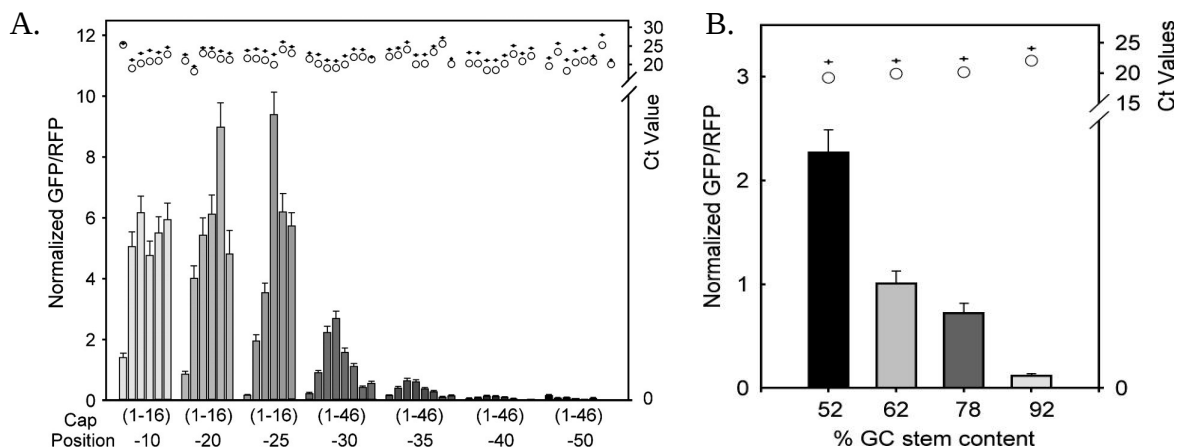 A.
12
10
8
6
4
2
0
Normalized GFP/RFP
30
25
20
0
Ct Value
Cap (1-16) (1-16) (1-16) (1-46) (1-46) (1-46) (1-46)
Position -10 -20 -25 -30 -35 -40 -50
B.
3
2
1
0
Normalized GFP/RFP
25
20
15
0
Ct Values
52 62 78 92
% GC stem content